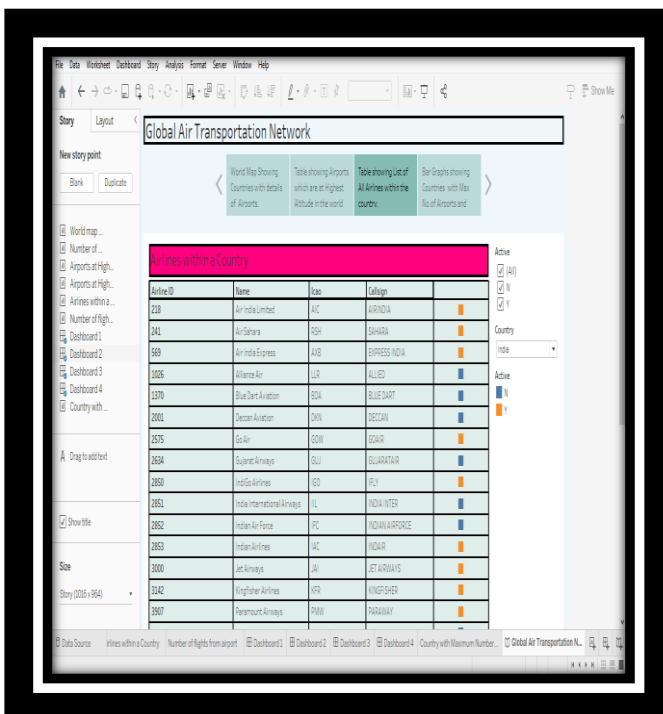 File Data Worksheet Dashboard Story Analysis Format Server Window Help
Show Me
Story Layout
New story point
Blank Duplicate
World map ...
Number of ...
Airports at High...
Airports at High...
Airlines within a ...
Number of fligh...
Dashboard 1
Dashboard 2
Dashboard 3
Dashboard 4
Country with ...
A Drag to add text
Show title
Size
Story (1016 x 964)
Global Air Transportation Network
World Map Showing
Countries with details
of Airports.
Table showing Airports
which are at Highest
Altitude in the world
Table showing List of
All Airlines within the
country.
Bar Graphs showing
Countries with Max
No of Airports and
Airlines within a Country
Airline ID Name Icao Callsign
218 Air India Limited AIC AIRINDIA
241 Air Sahara RSH SAHARA
569 Air India Express AXB EXPRESS INDIA
1026 Alliance Air LLR ALLIED
1370 Blue Dart Aviation BDA BLUE DART
2001 Deccan Aviation DKN DECCAN
2575 Go Air GOW GOAIR
2634 Gujarat Airways GUJ GUJARATAIR
2850 IndiGo Airlines IGO IFLY
2851 India International Airways IIL INDIA INTER
2852 Indian Air Force IFC INDIAN AIRFORCE
2853 Indian Airlines IAC INDAIR
3000 Jet Airways JAI JET AIRWAYS
3142 Kingfisher Airlines KFR KINGFISHER
3907 Paramount Airways PMW PARAWAY
Active
(All)
N
Y
Country
India
Active
N
Y
Data Source irlines within a Country Number of flights from airport Dashboard 1 Dashboard 2 Dashboard 3 Dashboard 4 Country with Maximum Number... Global Air Transportation N...